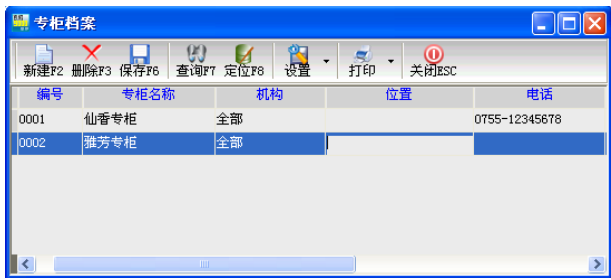 专柜档案
新建F2 删除F3 保存F6 查询F7 定位F8 设置 打印 关闭ESC
编号 专柜名称 机构 位置 电话
0001 仙香专柜 全部 0755-12345678
0002 雅芳专柜 全部